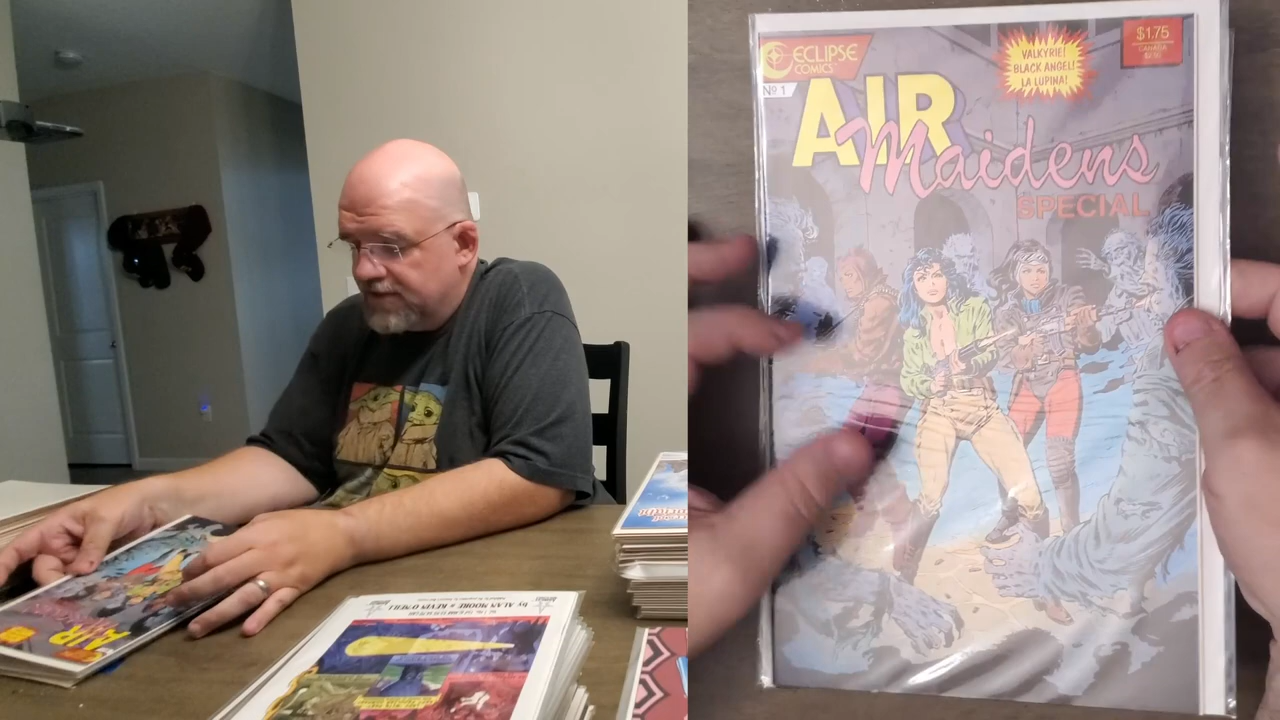 by ALAN MOORE & KEVIN O'NEILL
AIR
ECLIPSE
COMICS
Nº 1
VALKYRIE!
BLACK ANGEL!
LA LUPINA!
$1.75
CANADA
AIR
Maidens
SPECIAL